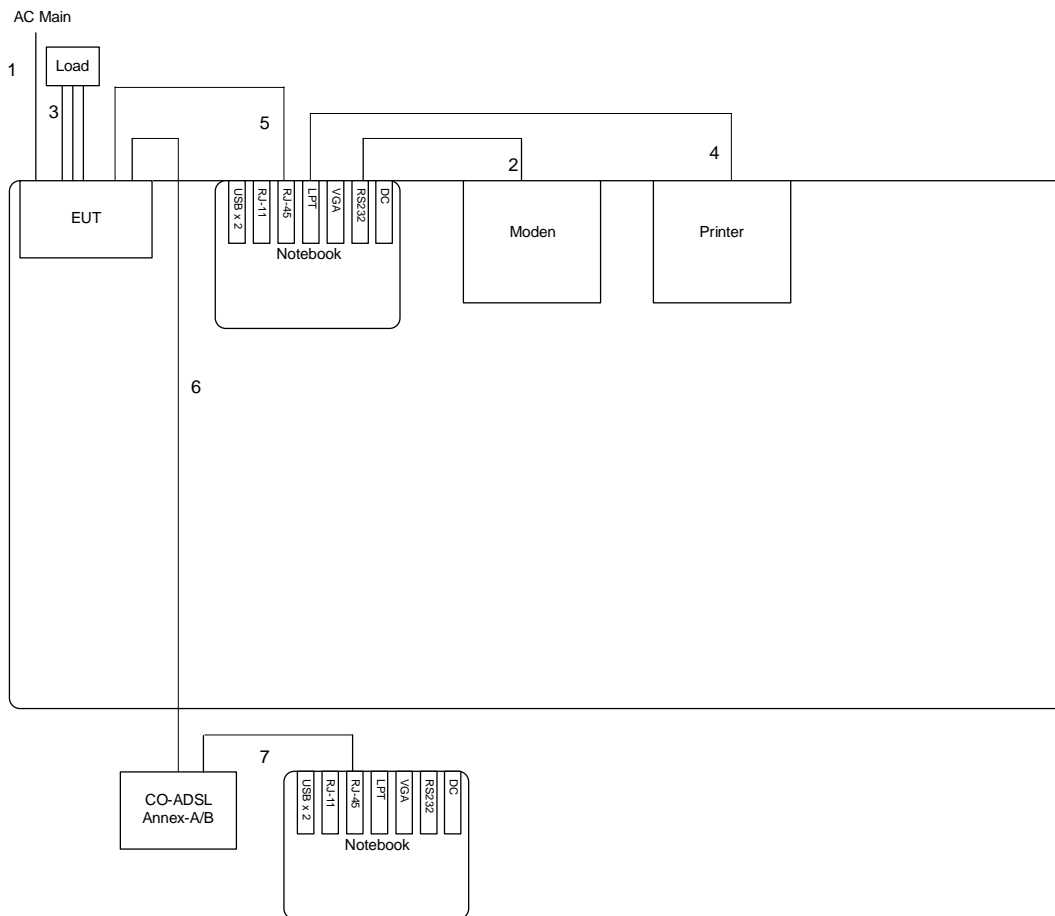 AC Main
1
Load
3
5
4
2
EUT
USB x 2
RJ-11
RJ-45
LPT
VGA
RS232
DC
Notebook
Moden
Printer
6
7
CO-ADSL
Annex-A/B
USB x 2
RJ-11
RJ-45
LPT
VGA
RS232
DC
Notebook